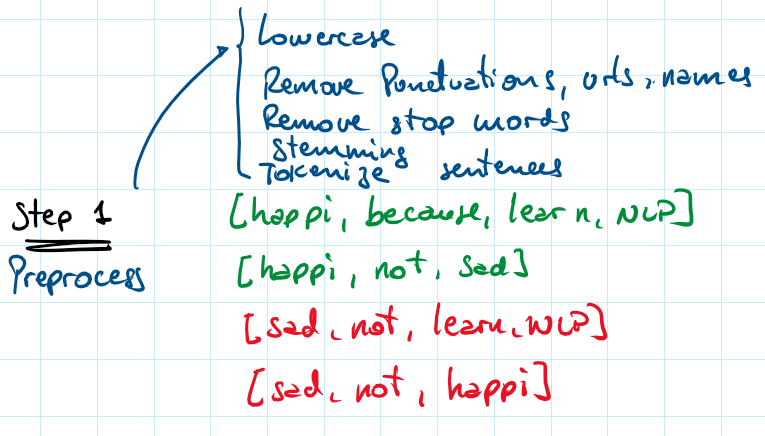 Lowercase
Remove Punctuations, urls, names
Remove stop words
Stemming
Tokenize sentences
Step 1
[happi, because, learn, NLP]
Preprocess
[happi, not, sad]
[sad, not, learn, NLP]
[sad, not, happi]